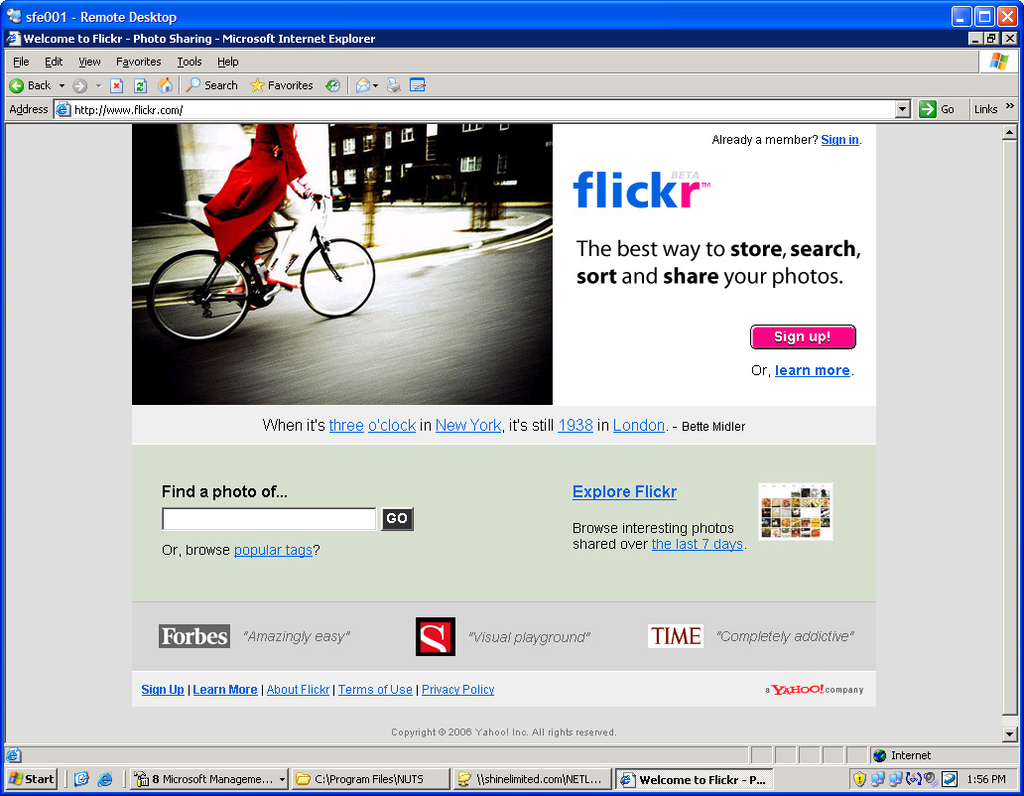 sfe001 - Remote Desktop
Welcome to Flickr - Photo Sharing - Microsoft Internet Explorer
File Edit View Favorites Tools Help
Back Search Favorites
Address http://www.flickr.com/ Go Links »
Already a member? Sign in.
BETA
flickr™
The best way to store, search,
sort and share your photos.
Sign up!
Or, learn more.
When it's three o'clock in New York, it's still 1938 in London. - Bette Midler
Find a photo of...
GO
Or, browse popular tags?
Explore Flickr
Browse interesting photos
shared over the last 7 days.
Forbes "Amazingly easy" S "Visual playground" TIME "Completely addictive"
Sign Up | Learn More | About Flickr | Terms of Use | Privacy Policy a YAHOO! company
Copyright © 2006 Yahoo! Inc. All rights reserved.
Internet
Start 8 Microsoft Manageme... C:\Program Files\NUTS \\shinelimited.com\NETL... Welcome to Flickr - P... 1:56 PM